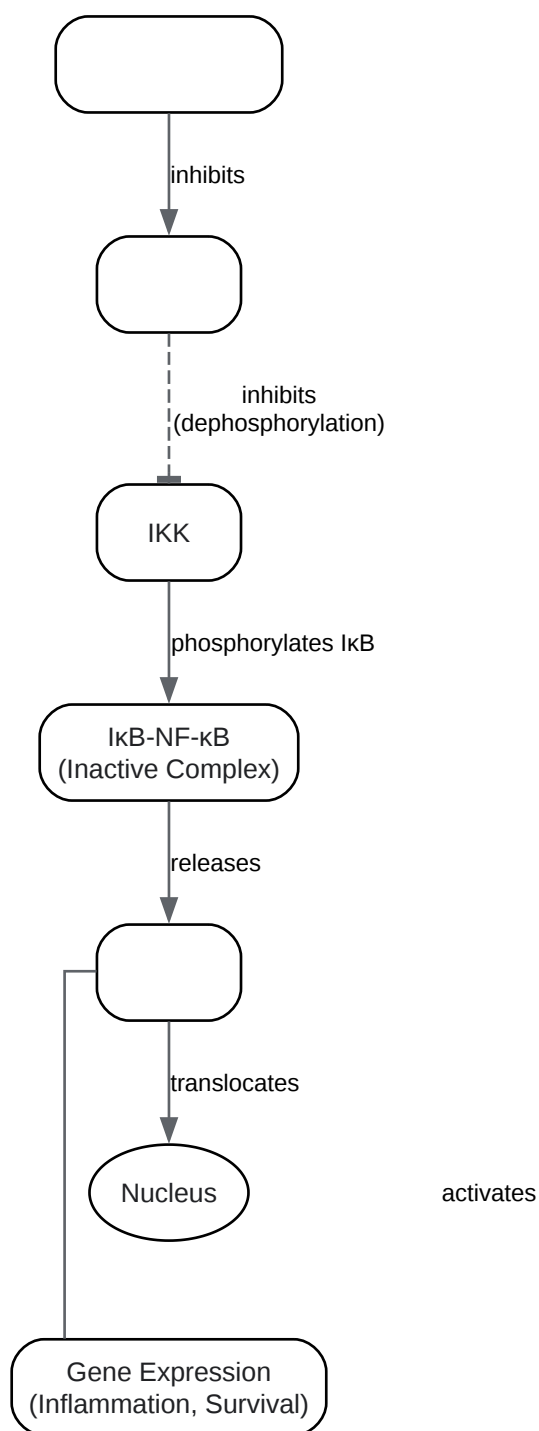 inhibits
inhibits
(dephosphorylation)
IKK
phosphorylates IκB
IκB-NF-κB
(Inactive Complex)
releases
translocates
Nucleus
activates
Gene Expression
(Inflammation, Survival)